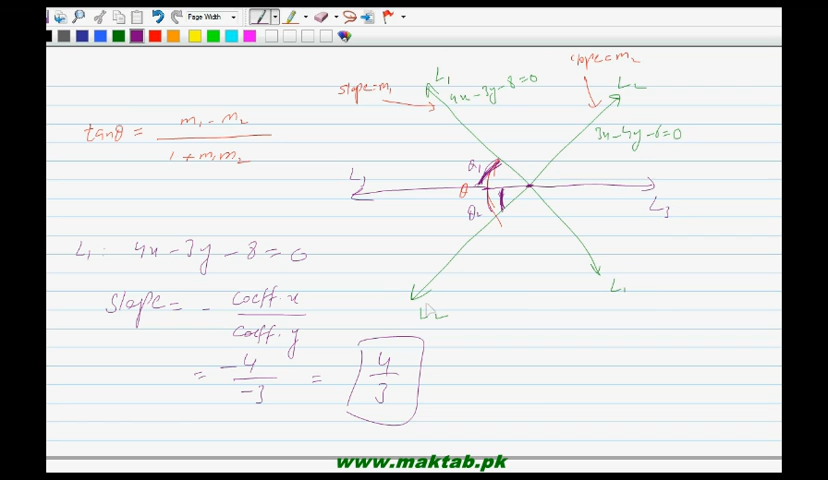 Page Width
L1
slope=m2
slope=m1
4x-3y-8=0
L2
tanθ = m1 - m2
1 + m1m2
3x-4y-6=0
θ1
L3
θ
L3
θ2
L1: 4x - 3y - 8 = 0
L1
Slope = - coeff. x
L2
coeff. y
= -4 = 4
-3 3
www.maktab.pk